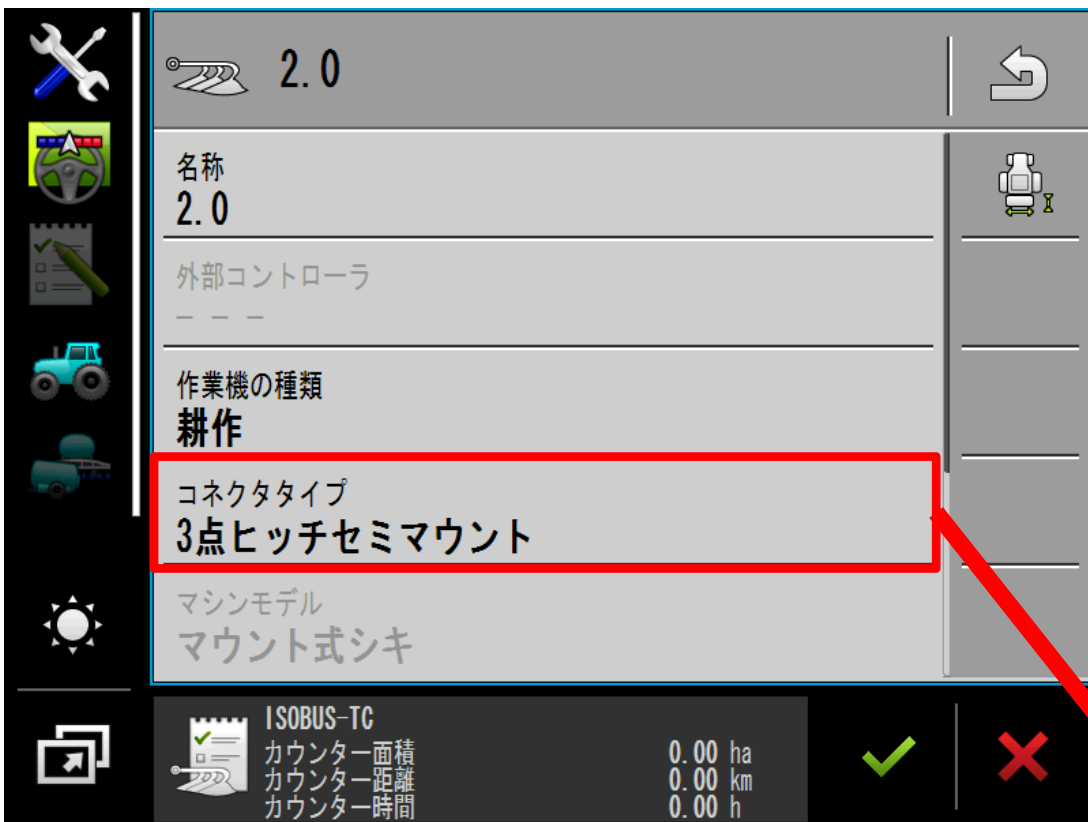 2.0
名称
2.0
外部コントローラ
- - -
作業機の種類
耕作
コネクタタイプ
3点ヒッチセミマウント
マシンモデル
マウント式シキ
ISOBUS-TC
カウンター面積 0.00 ha
カウンター距離 0.00 km
カウンター時間 0.00 h